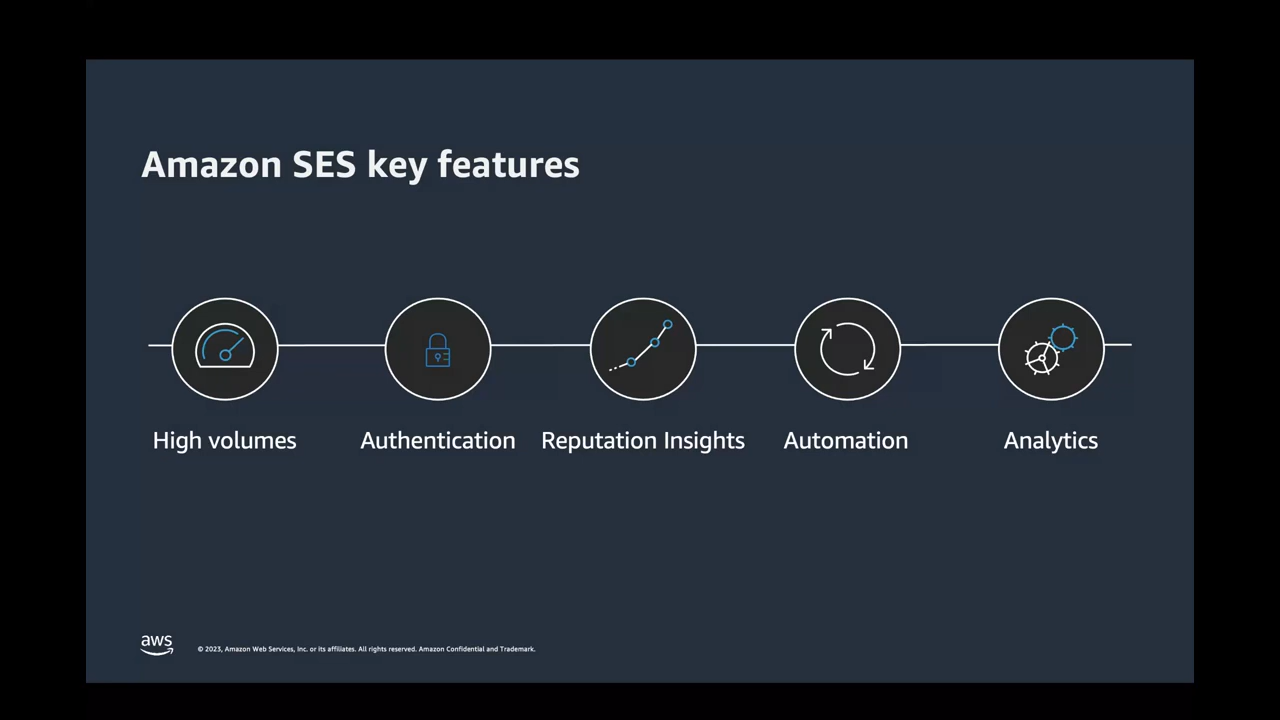 Amazon SES key features
High volumes
Authentication
Reputation Insights
Automation
Analytics
aws
© 2023, Amazon Web Services, Inc. or its affiliates. All rights reserved. Amazon Confidential and Trademark.